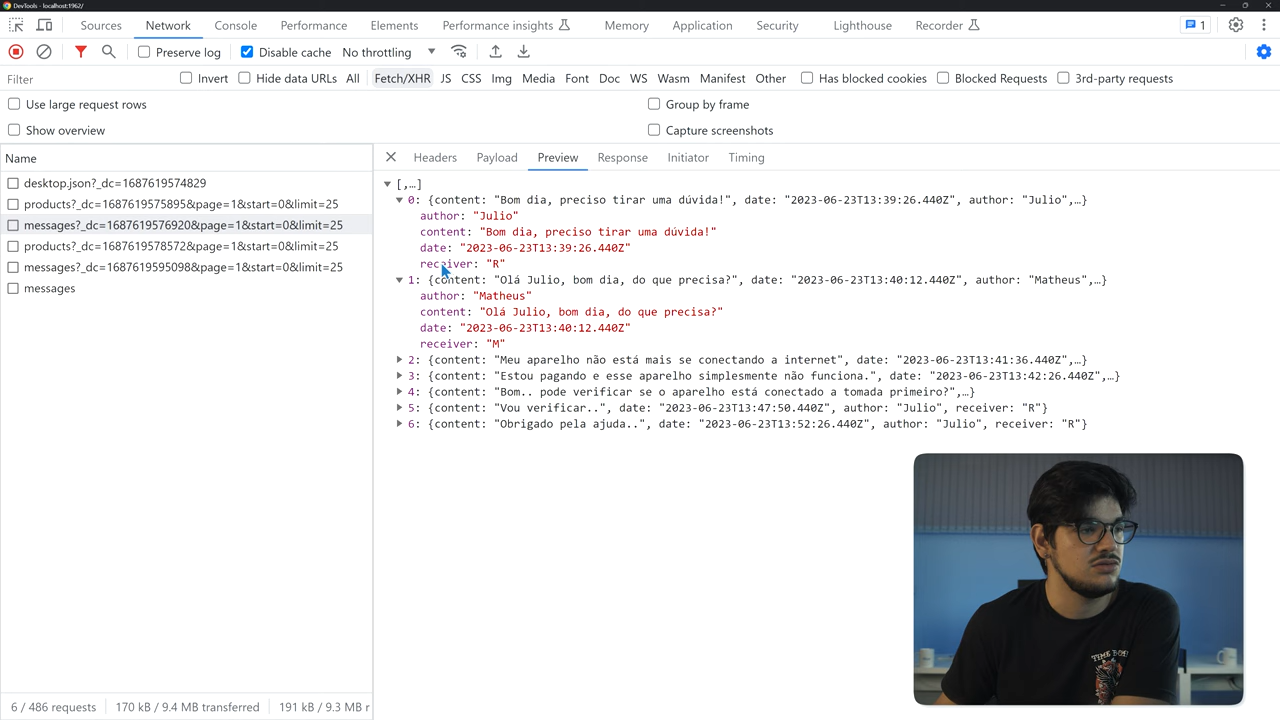 DevTools - localhost:1962/
Sources Network Console Performance Elements Performance insights Memory Application Security Lighthouse Recorder 1
Preserve log Disable cache No throttling
Filter Invert Hide data URLs All Fetch/XHR JS CSS Img Media Font Doc WS Wasm Manifest Other Has blocked cookies Blocked Requests 3rd-party requests
Use large request rows Group by frame
Show overview Capture screenshots
Name
desktop.json?_dc=1687619574829
products?_dc=1687619575895&page=1&start=0&limit=25
messages?_dc=1687619576920&page=1&start=0&limit=25
products?_dc=1687619578572&page=1&start=0&limit=25
messages?_dc=1687619595098&page=1&start=0&limit=25
messages
6 / 486 requests 170 kB / 9.4 MB transferred 191 kB / 9.3 MB r
Headers Payload Preview Response Initiator Timing
[,…]
0: {content: "Bom dia, preciso tirar uma dúvida!", date: "2023-06-23T13:39:26.440Z", author: "Julio",…}
author: "Julio"
content: "Bom dia, preciso tirar uma dúvida!"
date: "2023-06-23T13:39:26.440Z"
receiver: "R"
1: {content: "Olá Julio, bom dia, do que precisa?", date: "2023-06-23T13:40:12.440Z", author: "Matheus",…}
author: "Matheus"
content: "Olá Julio, bom dia, do que precisa?"
date: "2023-06-23T13:40:12.440Z"
receiver: "M"
2: {content: "Meu aparelho não está mais se conectando a internet", date: "2023-06-23T13:41:36.440Z",…}
3: {content: "Estou pagando e esse aparelho simplesmente não funciona.", date: "2023-06-23T13:42:26.440Z",…}
4: {content: "Bom.. pode verificar se o aparelho está conectado a tomada primeiro?",…}
5: {content: "Vou verificar..", date: "2023-06-23T13:47:50.440Z", author: "Julio", receiver: "R"}
6: {content: "Obrigado pela ajuda..", date: "2023-06-23T13:52:26.440Z", author: "Julio", receiver: "R"}